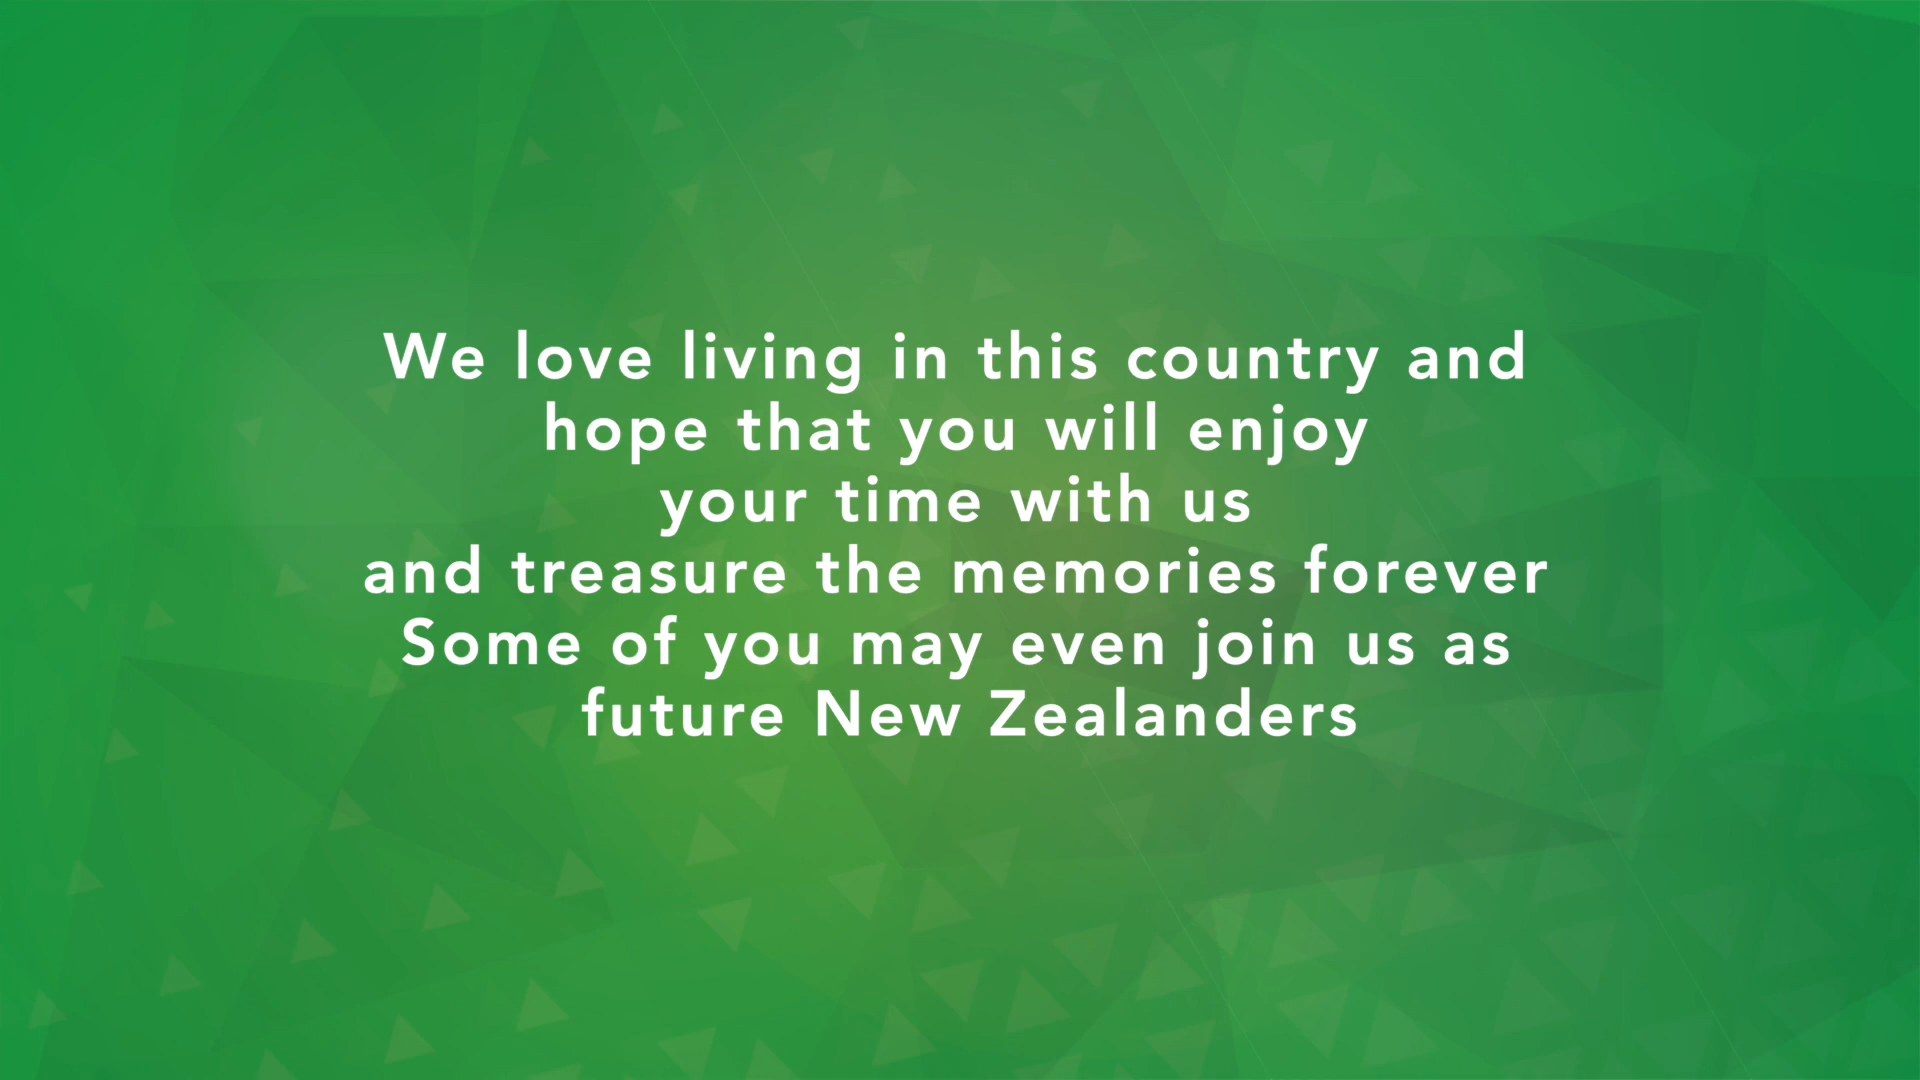 We love living in this country and
hope that you will enjoy
your time with us
and treasure the memories forever
Some of you may even join us as
future New Zealanders